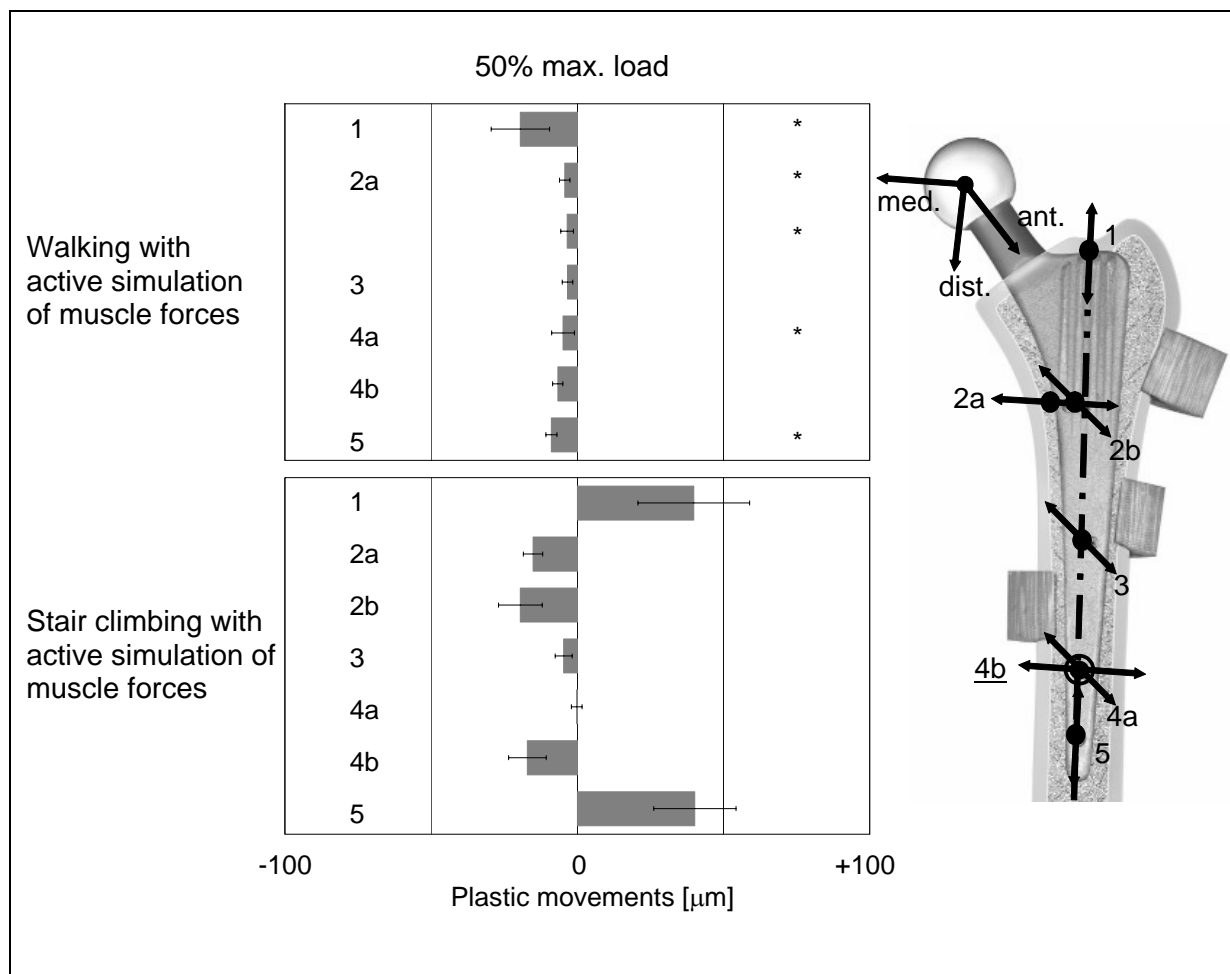 50% max. load
Walking with
active simulation
of muscle forces
1 *
2a *
*
3
4a *
4b
5 *
Stair climbing with
active simulation of
muscle forces
1
2a
2b
3
4a
4b
5
-100 0 +100
Plastic movements [μm]
med.
ant.
dist.
1
2a
2b
3
4b
4a
5